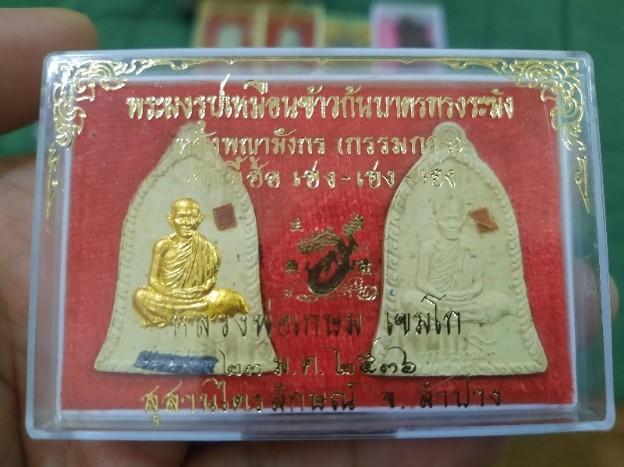 พระผงรูปเหมือนข้าวก้นบาตรทรงระฆัง
หลังพญามังกร (กรรมการ)
ฮ้อ เฮง-เฮง-เฮง
หลวงพ่อเกษม เขมโก
๒๓ ม.ค. ๒๕๓๖
สุสานไตรลักษณ์ จ. ลำปาง